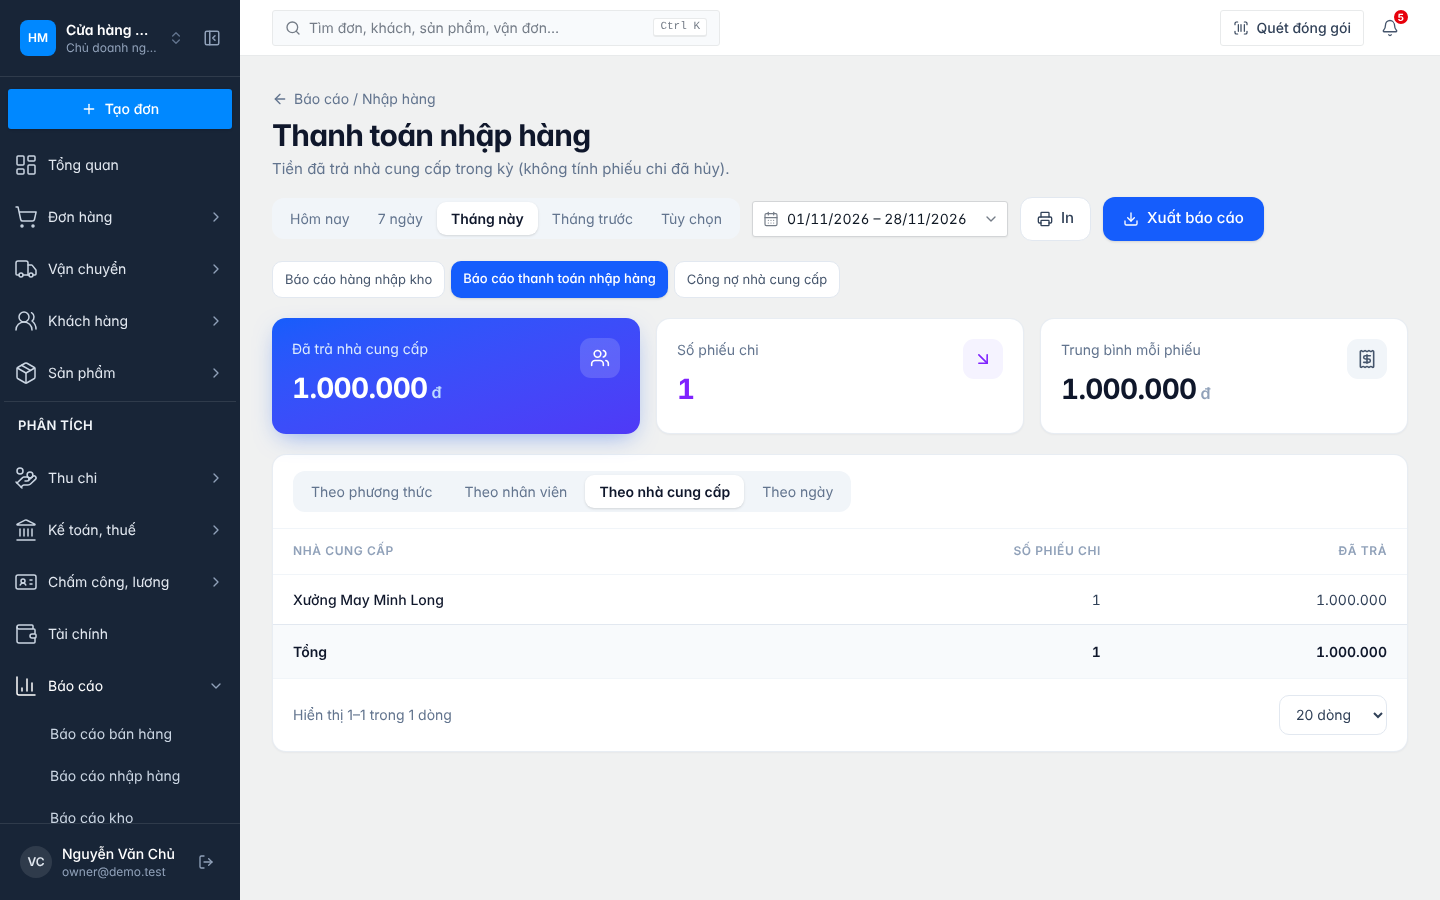 HM
Cửa hàng ...
Chủ doanh ng...
Tạo đơn
Tổng quan
Đơn hàng
Vận chuyển
Khách hàng
Sản phẩm
PHÂN TÍCH
Thu chi
Kế toán, thuế
Chấm công, lương
Tài chính
Báo cáo
Báo cáo bán hàng
Báo cáo nhập hàng
Báo cáo kho
VC
Nguyễn Văn Chủ
owner@demo.test
Tìm đơn, khách, sản phẩm, vận đơn... Ctrl K
Quét đóng gói
5
Báo cáo / Nhập hàng
Thanh toán nhập hàng
Tiền đã trả nhà cung cấp trong kỳ (không tính phiếu chi đã hủy).
Hôm nay 7 ngày Tháng này Tháng trước Tùy chọn 01/11/2026 – 28/11/2026 In Xuất báo cáo
Báo cáo hàng nhập kho Báo cáo thanh toán nhập hàng Công nợ nhà cung cấp
Đã trả nhà cung cấp
1.000.000 đ
Số phiếu chi
1
Trung bình mỗi phiếu
1.000.000 đ
Theo phương thức Theo nhân viên Theo nhà cung cấp Theo ngày
NHÀ CUNG CẤP SỐ PHIẾU CHI ĐÃ TRẢ
Xưởng May Minh Long 1 1.000.000
Tổng 1 1.000.000
Hiển thị 1–1 trong 1 dòng 20 dòng